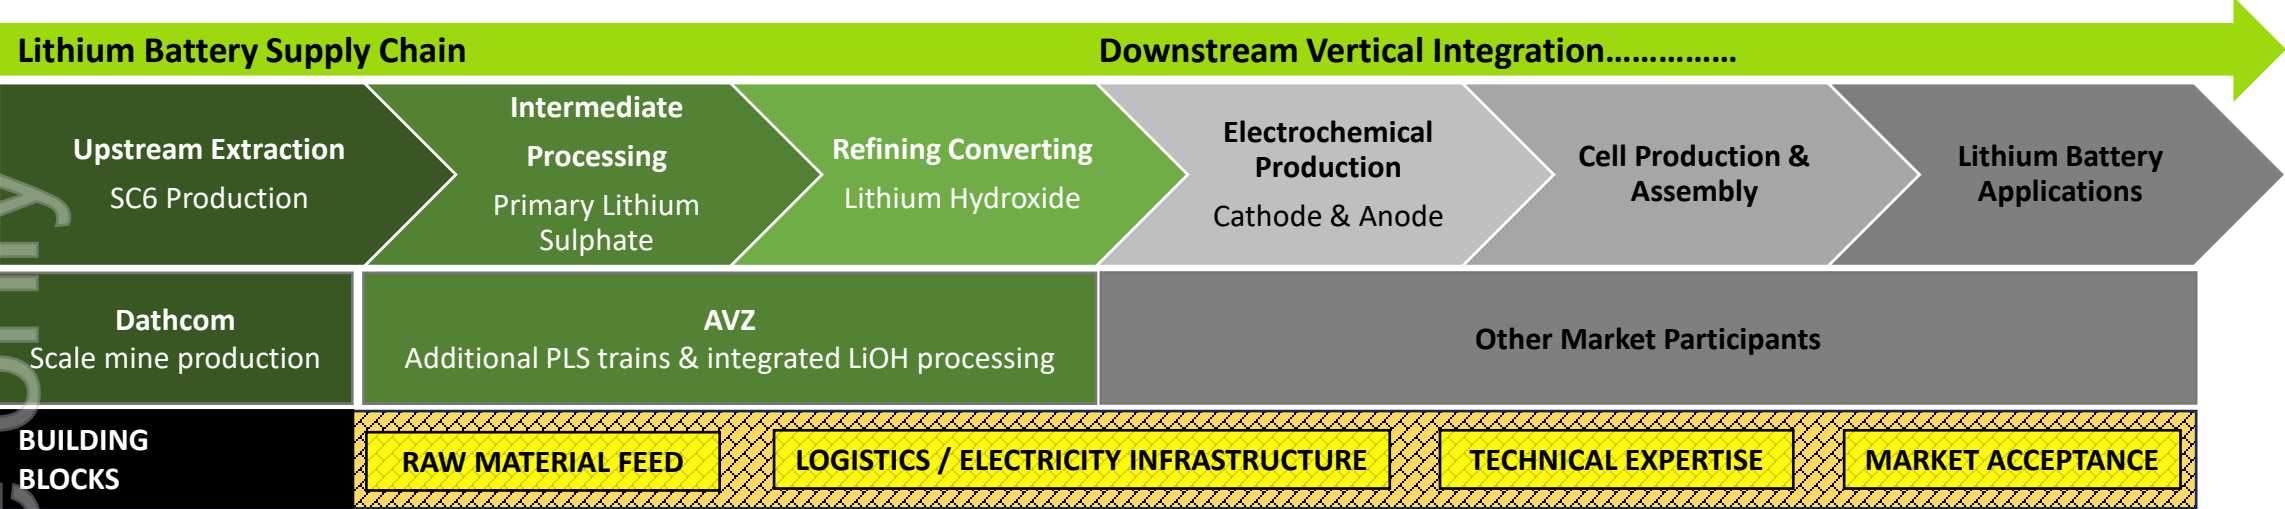 Lithium Battery Supply Chain
Downstream Vertical Integration……………
Upstream Extraction
SC6 Production
Intermediate
Processing
Primary Lithium
Sulphate
Refining Converting
Lithium Hydroxide
Electrochemical
Production
Cathode & Anode
Cell Production &
Assembly
Lithium Battery
Applications
Dathcom
Scale mine production
AVZ
Additional PLS trains & integrated LiOH processing
Other Market Participants
BUILDING
BLOCKS
RAW MATERIAL FEED
LOGISTICS / ELECTRICITY INFRASTRUCTURE
TECHNICAL EXPERTISE
MARKET ACCEPTANCE